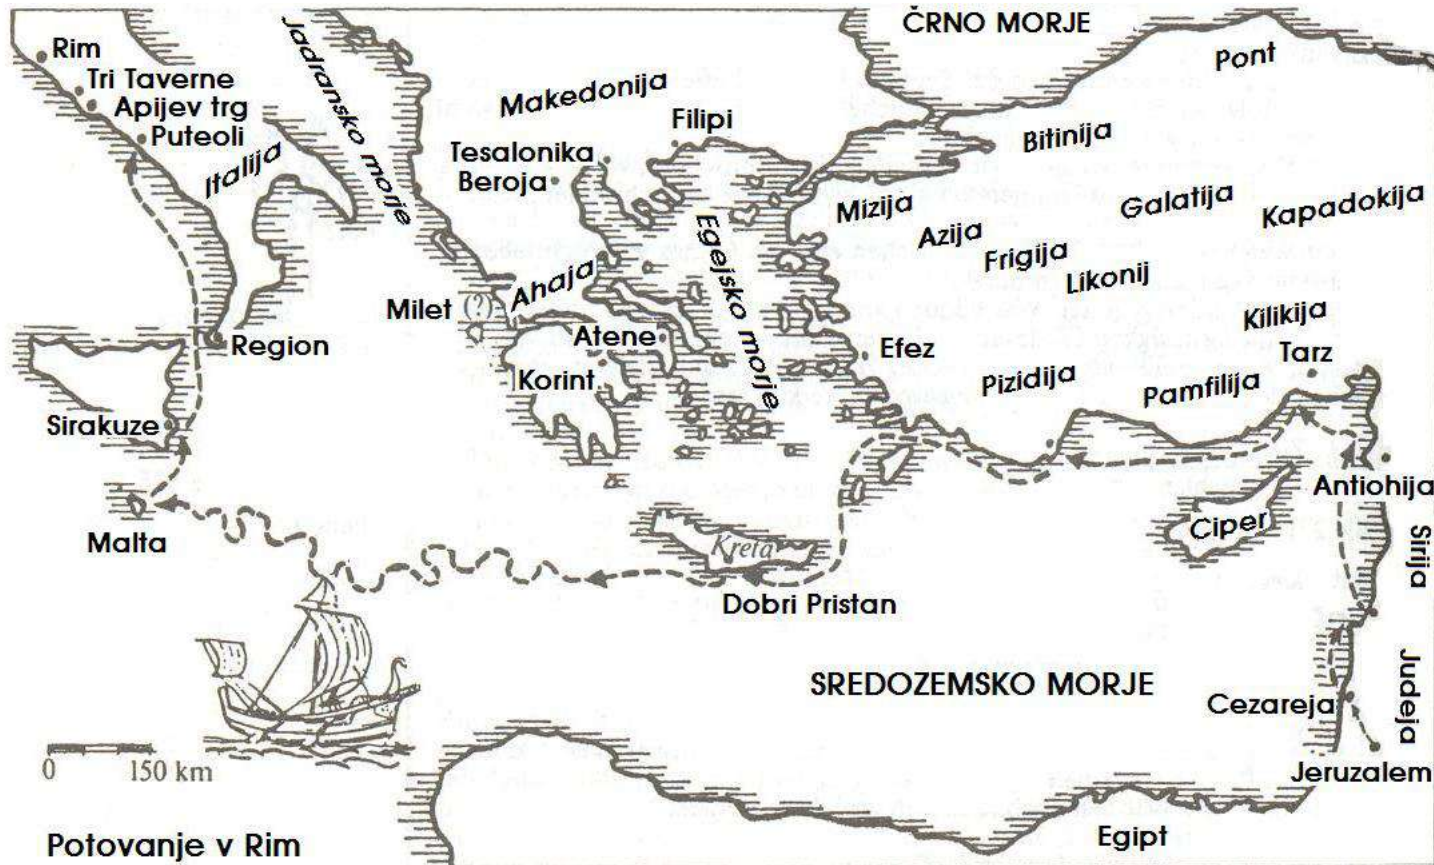 ČRNO MORJE
Rim
Pont
Jadransko morje
Tri Taverne
Makedonija
Apijev trg
Filipi
Puteoli
Bitinija
Italija
Tesalonika
Beroja
Mizija
Galatija
Kapadokija
Egejsko morje
Azija
Frigija
Likonij
Ahaja
Milet (?)
Kilikija
Region
Atene
Efez
Tarz
Korint
Pizidija
Pamfilija
Sirakuze
Antiohija
Malta
Kreta
Ciper
Sirija
Dobri Pristan
SREDOZEMSKO MORJE
Judeja
Cezareja
0 150 km
Jeruzalem
Egipt
Potovanje v Rim